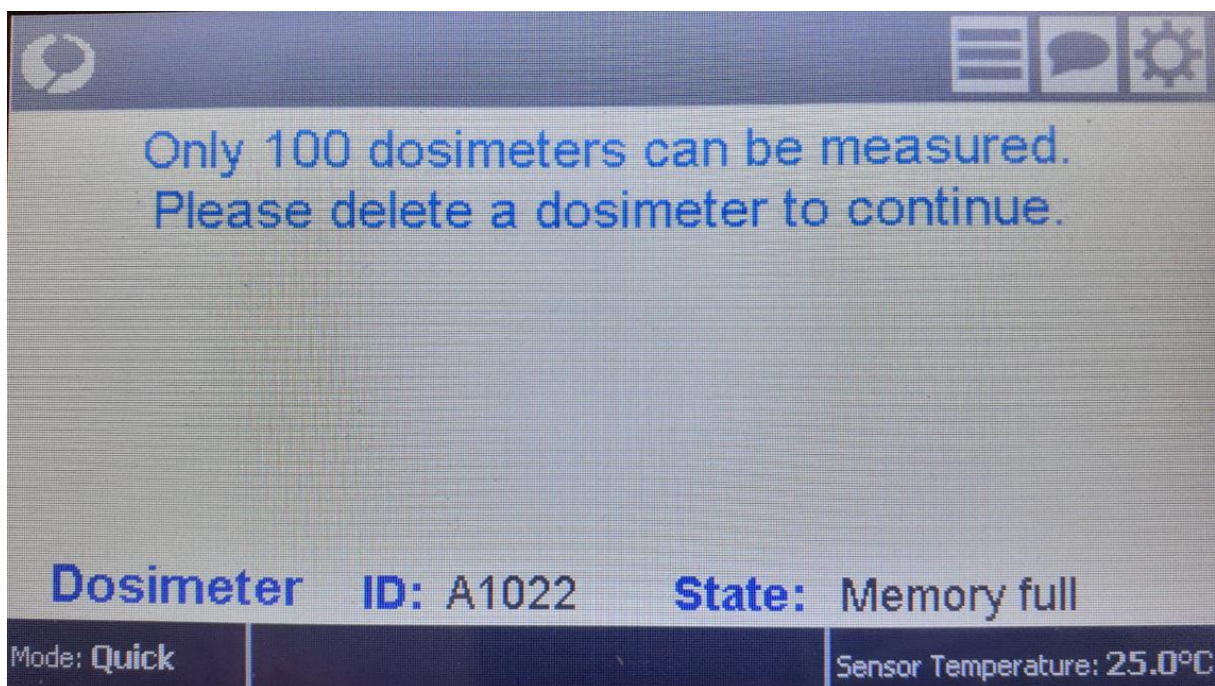 Only 100 dosimeters can be measured.
Please delete a dosimeter to continue.
Dosimeter ID: A1022 State: Memory full
Mode: Quick Sensor Temperature: 25.0ºC